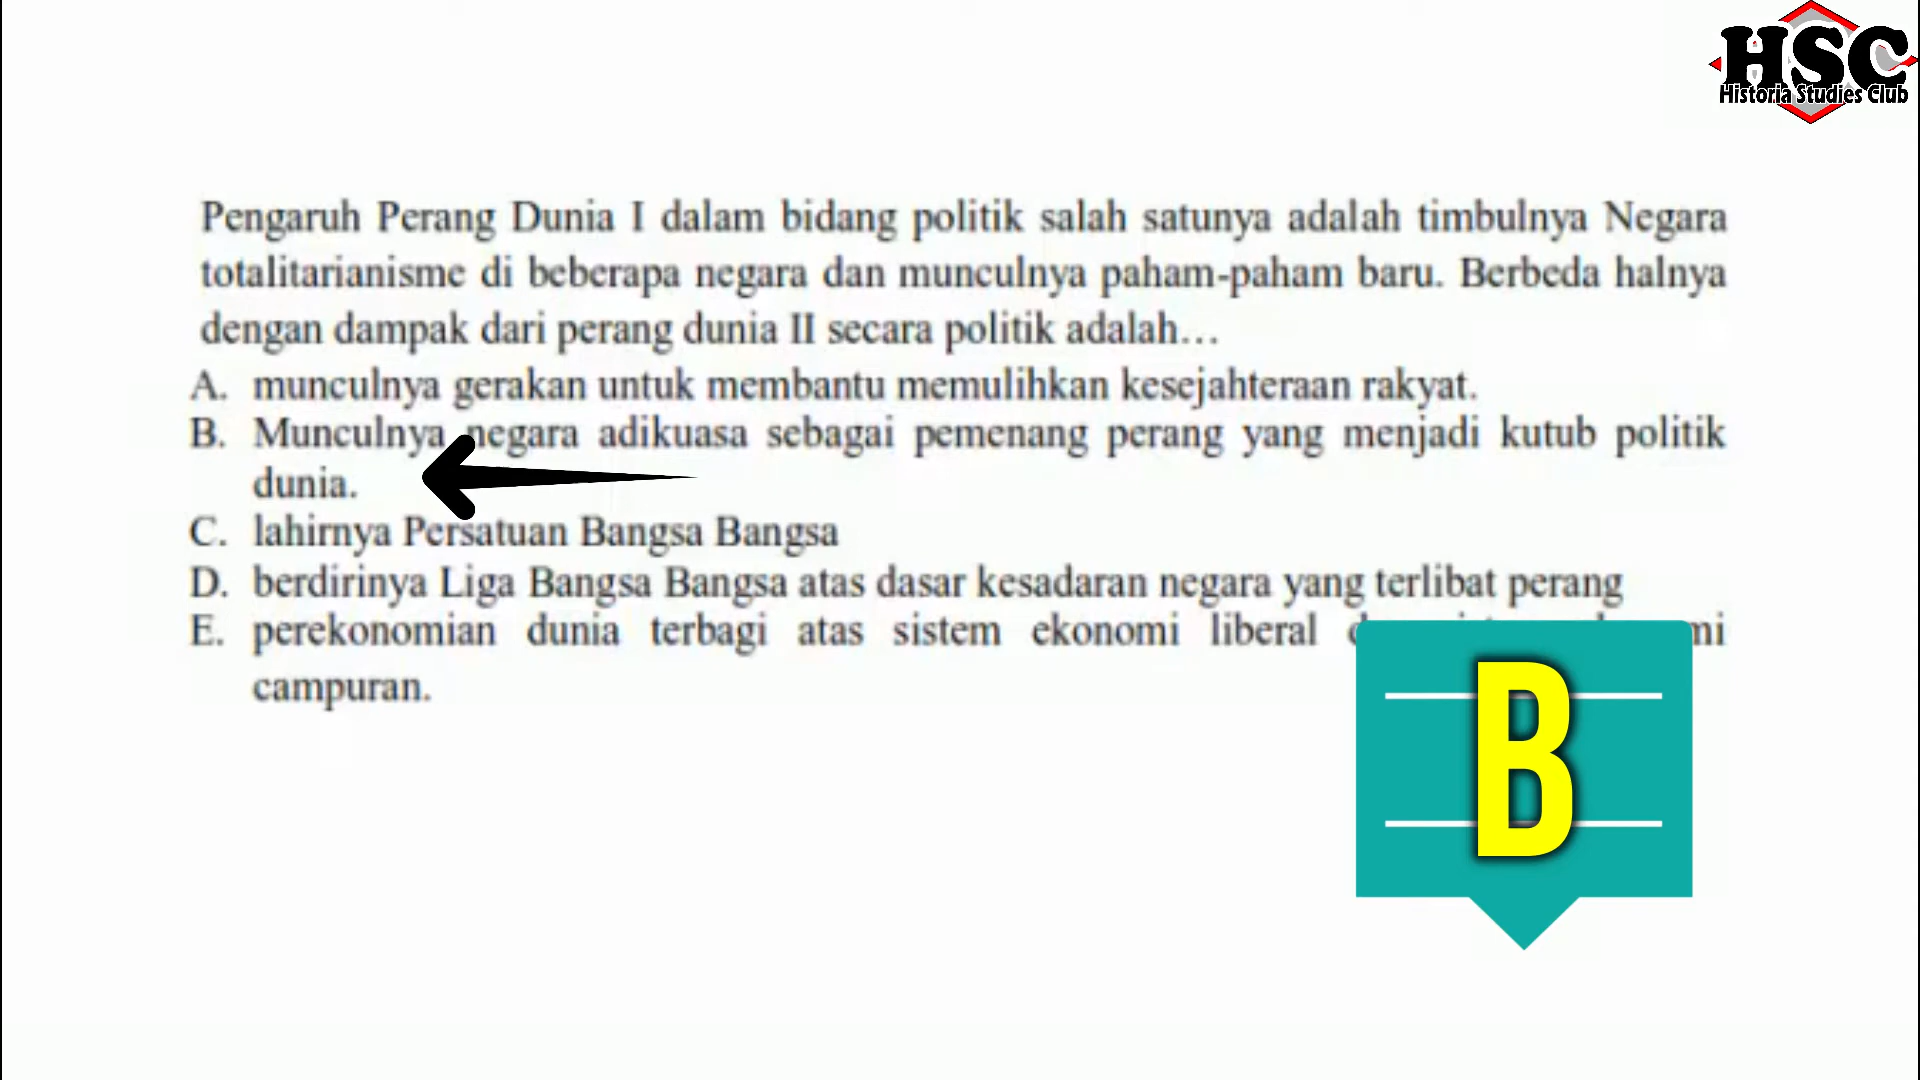 HSC
Historia Studies Club
Pengaruh Perang Dunia I dalam bidang politik salah satunya adalah timbulnya Negara
totalitarianisme di beberapa negara dan munculnya paham-paham baru. Berbeda halnya
dengan dampak dari perang dunia II secara politik adalah…
A. munculnya gerakan untuk membantu memulihkan kesejahteraan rakyat.
B. Munculnya negara adikuasa sebagai pemenang perang yang menjadi kutub politik
dunia.
C. lahirnya Persatuan Bangsa Bangsa
D. berdirinya Liga Bangsa Bangsa atas dasar kesadaran negara yang terlibat perang
E. perekonomian dunia terbagi atas sistem ekonomi liberal
campuran.
B